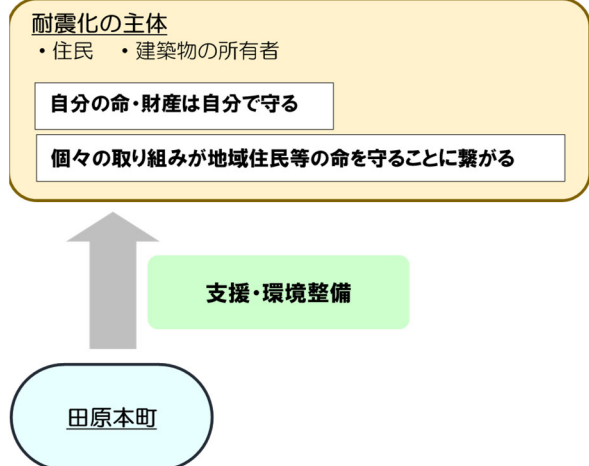 耐震化の主体
・住民　・建築物の所有者
自分の命・財産は自分で守る
個々の取り組みが地域住民等の命を守ることに繋がる
支援・環境整備
田原本町